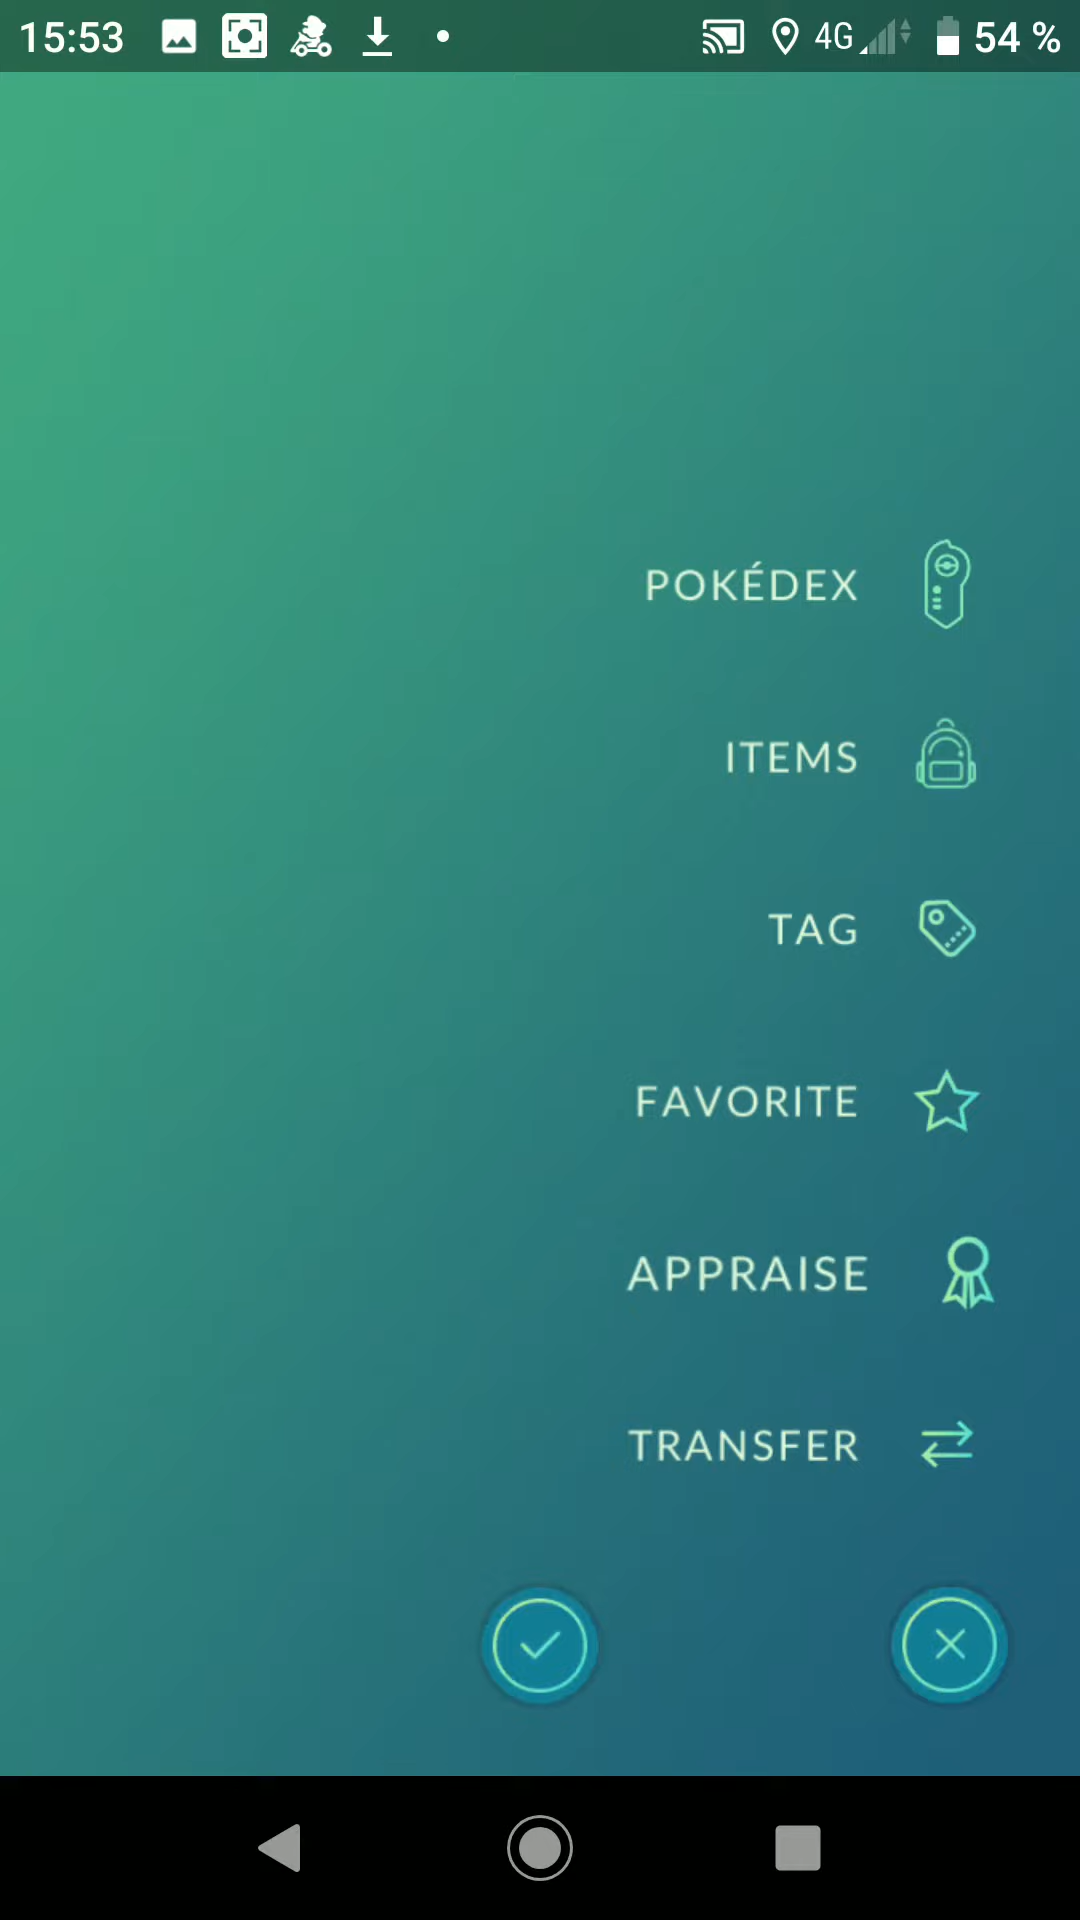 15:53 4G 54 %
POKÉDEX
ITEMS
TAG
FAVORITE
APPRAISE
TRANSFER